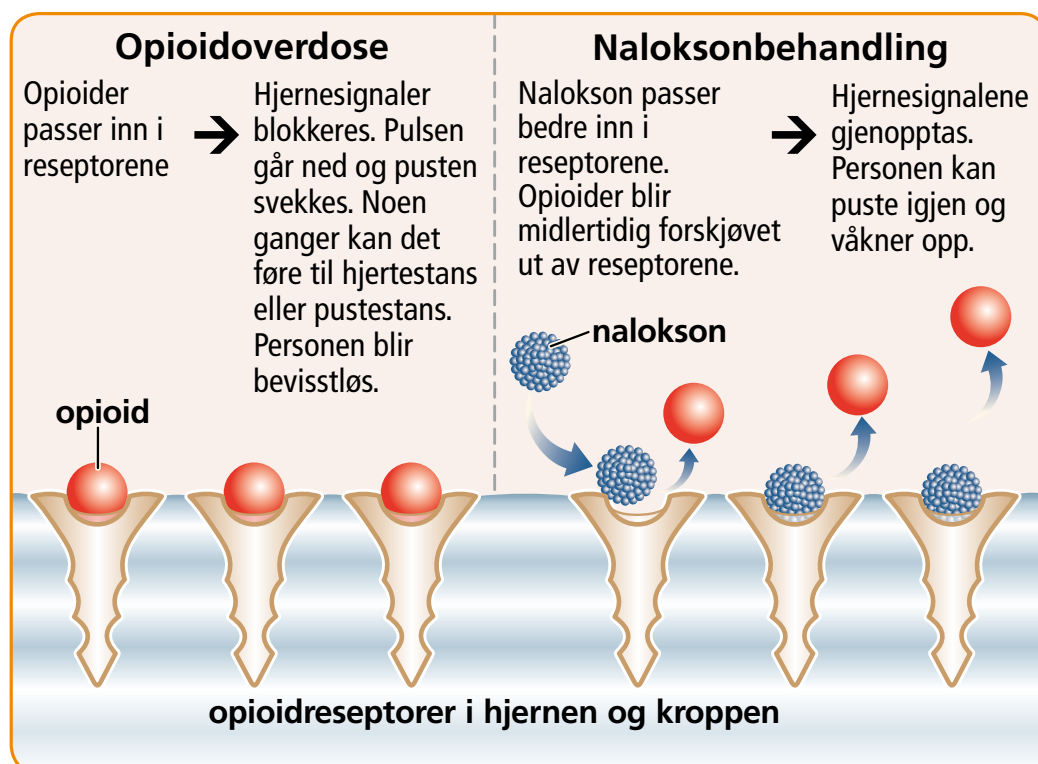 Opioidoverdose
Opioider
passer inn i
reseptorene
Hjernesignaler
blokkeres. Pulsen
går ned og pusten
svekkes. Noen
ganger kan det
føre til hjertestans
eller pustestans.
Personen blir
bevisstløs.
opioid
Naloksonbehandling
Nalokson passer
bedre inn i
reseptorene.
Opioider blir
midlertidig forskjøvet
ut av reseptorene.
Hjernesignalene
gjenopptas.
Personen kan
puste igjen og
våkner opp.
nalokson
opioidreseptorer i hjernen og kroppen